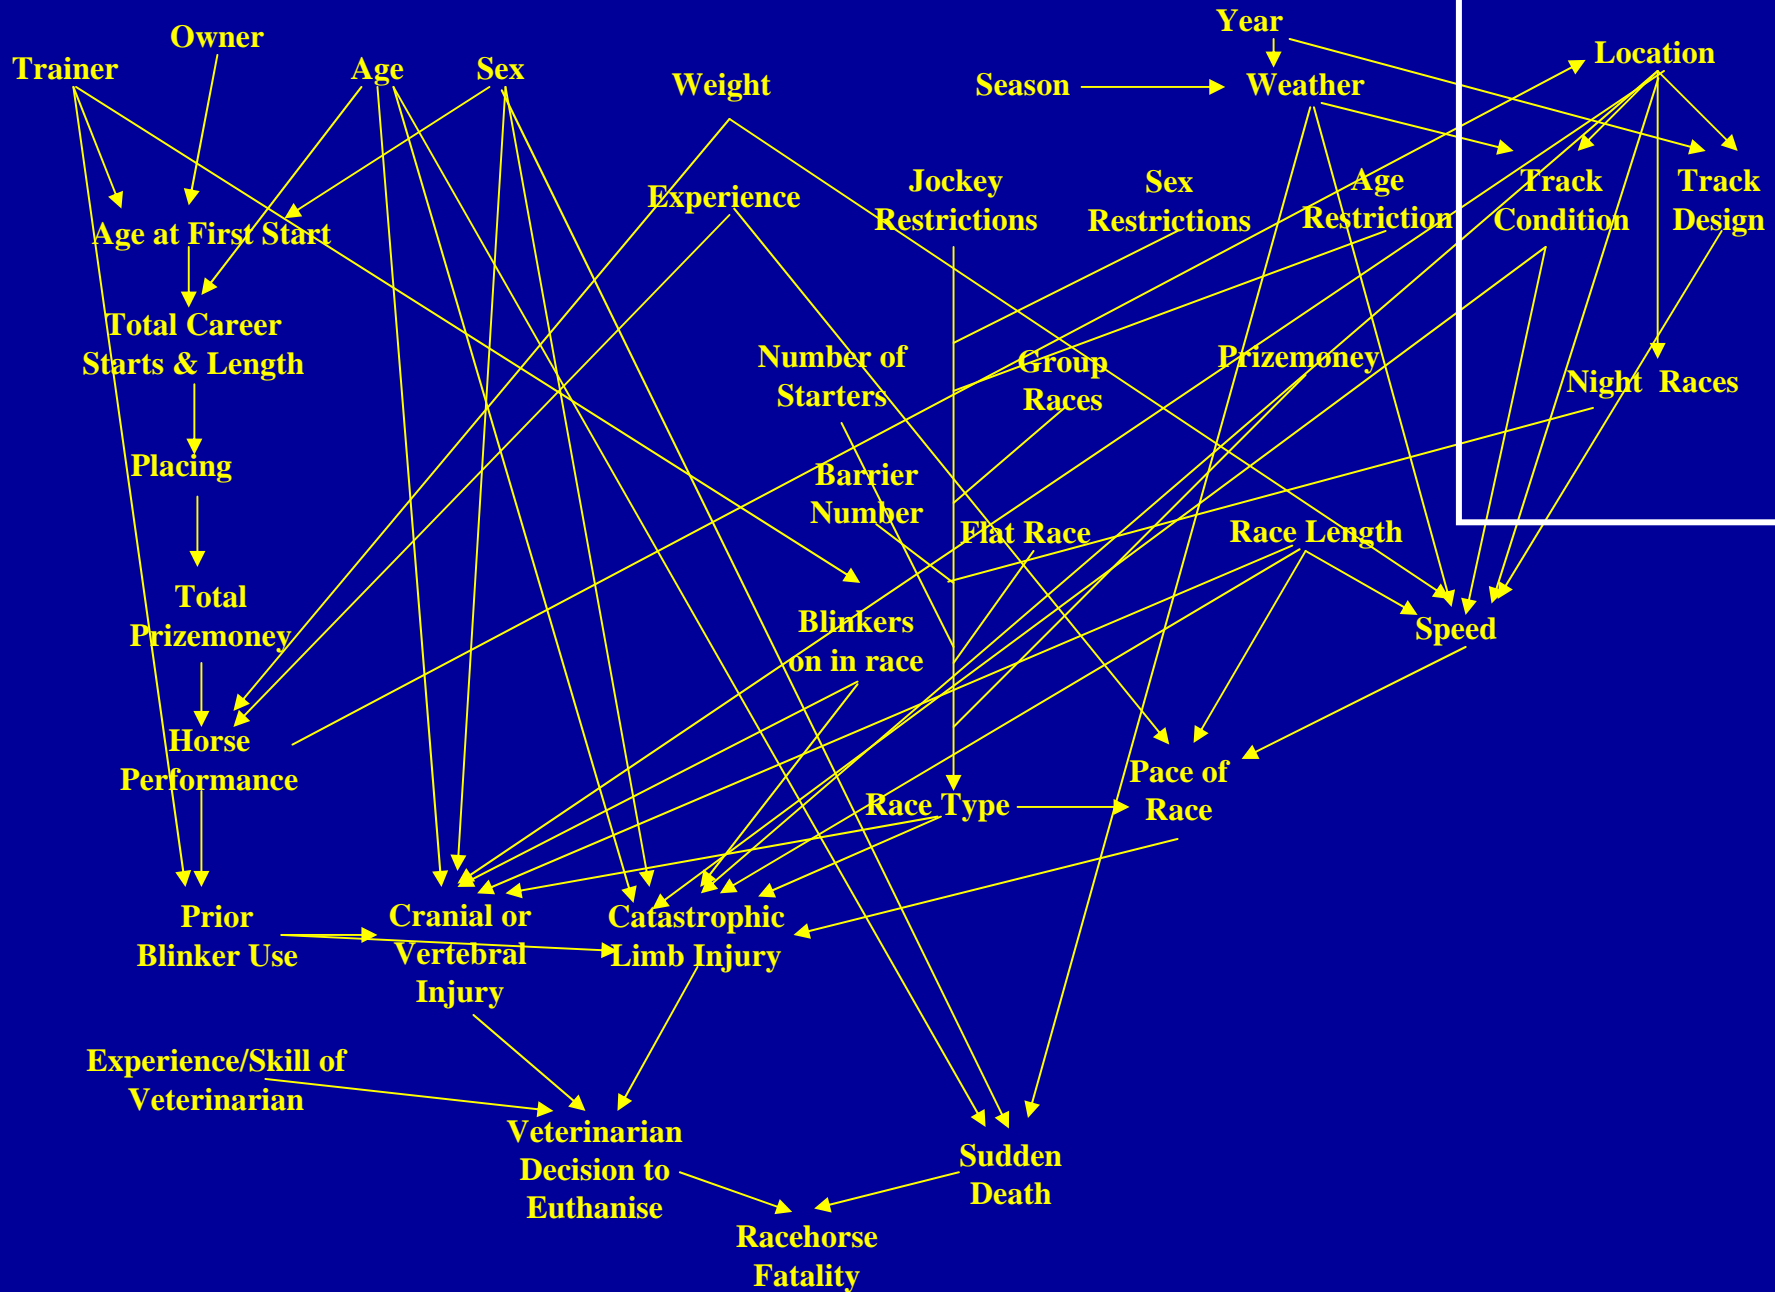 Year
Owner
Location
Trainer
Age
Sex
Weight
Season
Weather
Experience
Jockey
Restrictions
Sex
Restrictions
Age
Restriction
Track
Condition
Track
Design
Age at First Start
Total Career
Starts & Length
Number of
Starters
Group
Races
Prizemoney
Night Races
Placing
Barrier
Number
Flat Race
Race Length
Total
Prizemoney
Blinkers
on in race
Speed
Horse
Performance
Race Type
Pace of
Race
Prior
Blinker Use
Cranial or
Vertebral
Injury
Catastrophic
Limb Injury
Experience/Skill of
Veterinarian
Veterinarian
Decision to
Euthanise
Sudden
Death
Racehorse
Fatality